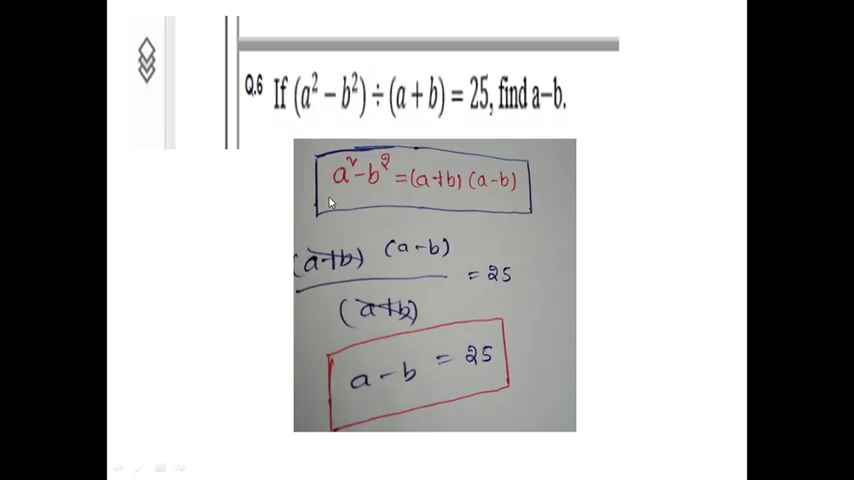 Q.6 If (a² − b²) ÷ (a + b) = 25, find a−b.
a² − b² = (a+b) (a−b)
(a+b) (a−b)
= 25
(a+b)
a − b = 25